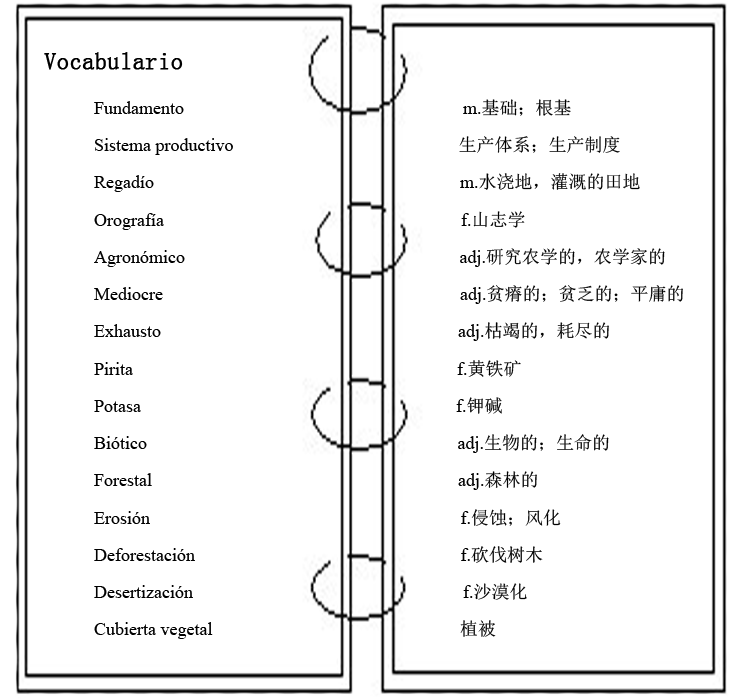 Vocabulario
Fundamento m.基础；根基
Sistema productivo 生产体系；生产制度
Regadío m.水浇地，灌溉的田地
Orografía f.山志学
Agronómico adj.研究农学的，农学家的
Mediocre adj.贫瘠的；贫乏的；平庸的
Exhausto adj.枯竭的，耗尽的
Pirita f.黄铁矿
Potasa f.钾碱
Biótico adj.生物的；生命的
Forestal adj.森林的
Erosión f.侵蚀；风化
Deforestación f.砍伐树木
Desertización f.沙漠化
Cubierta vegetal 植被